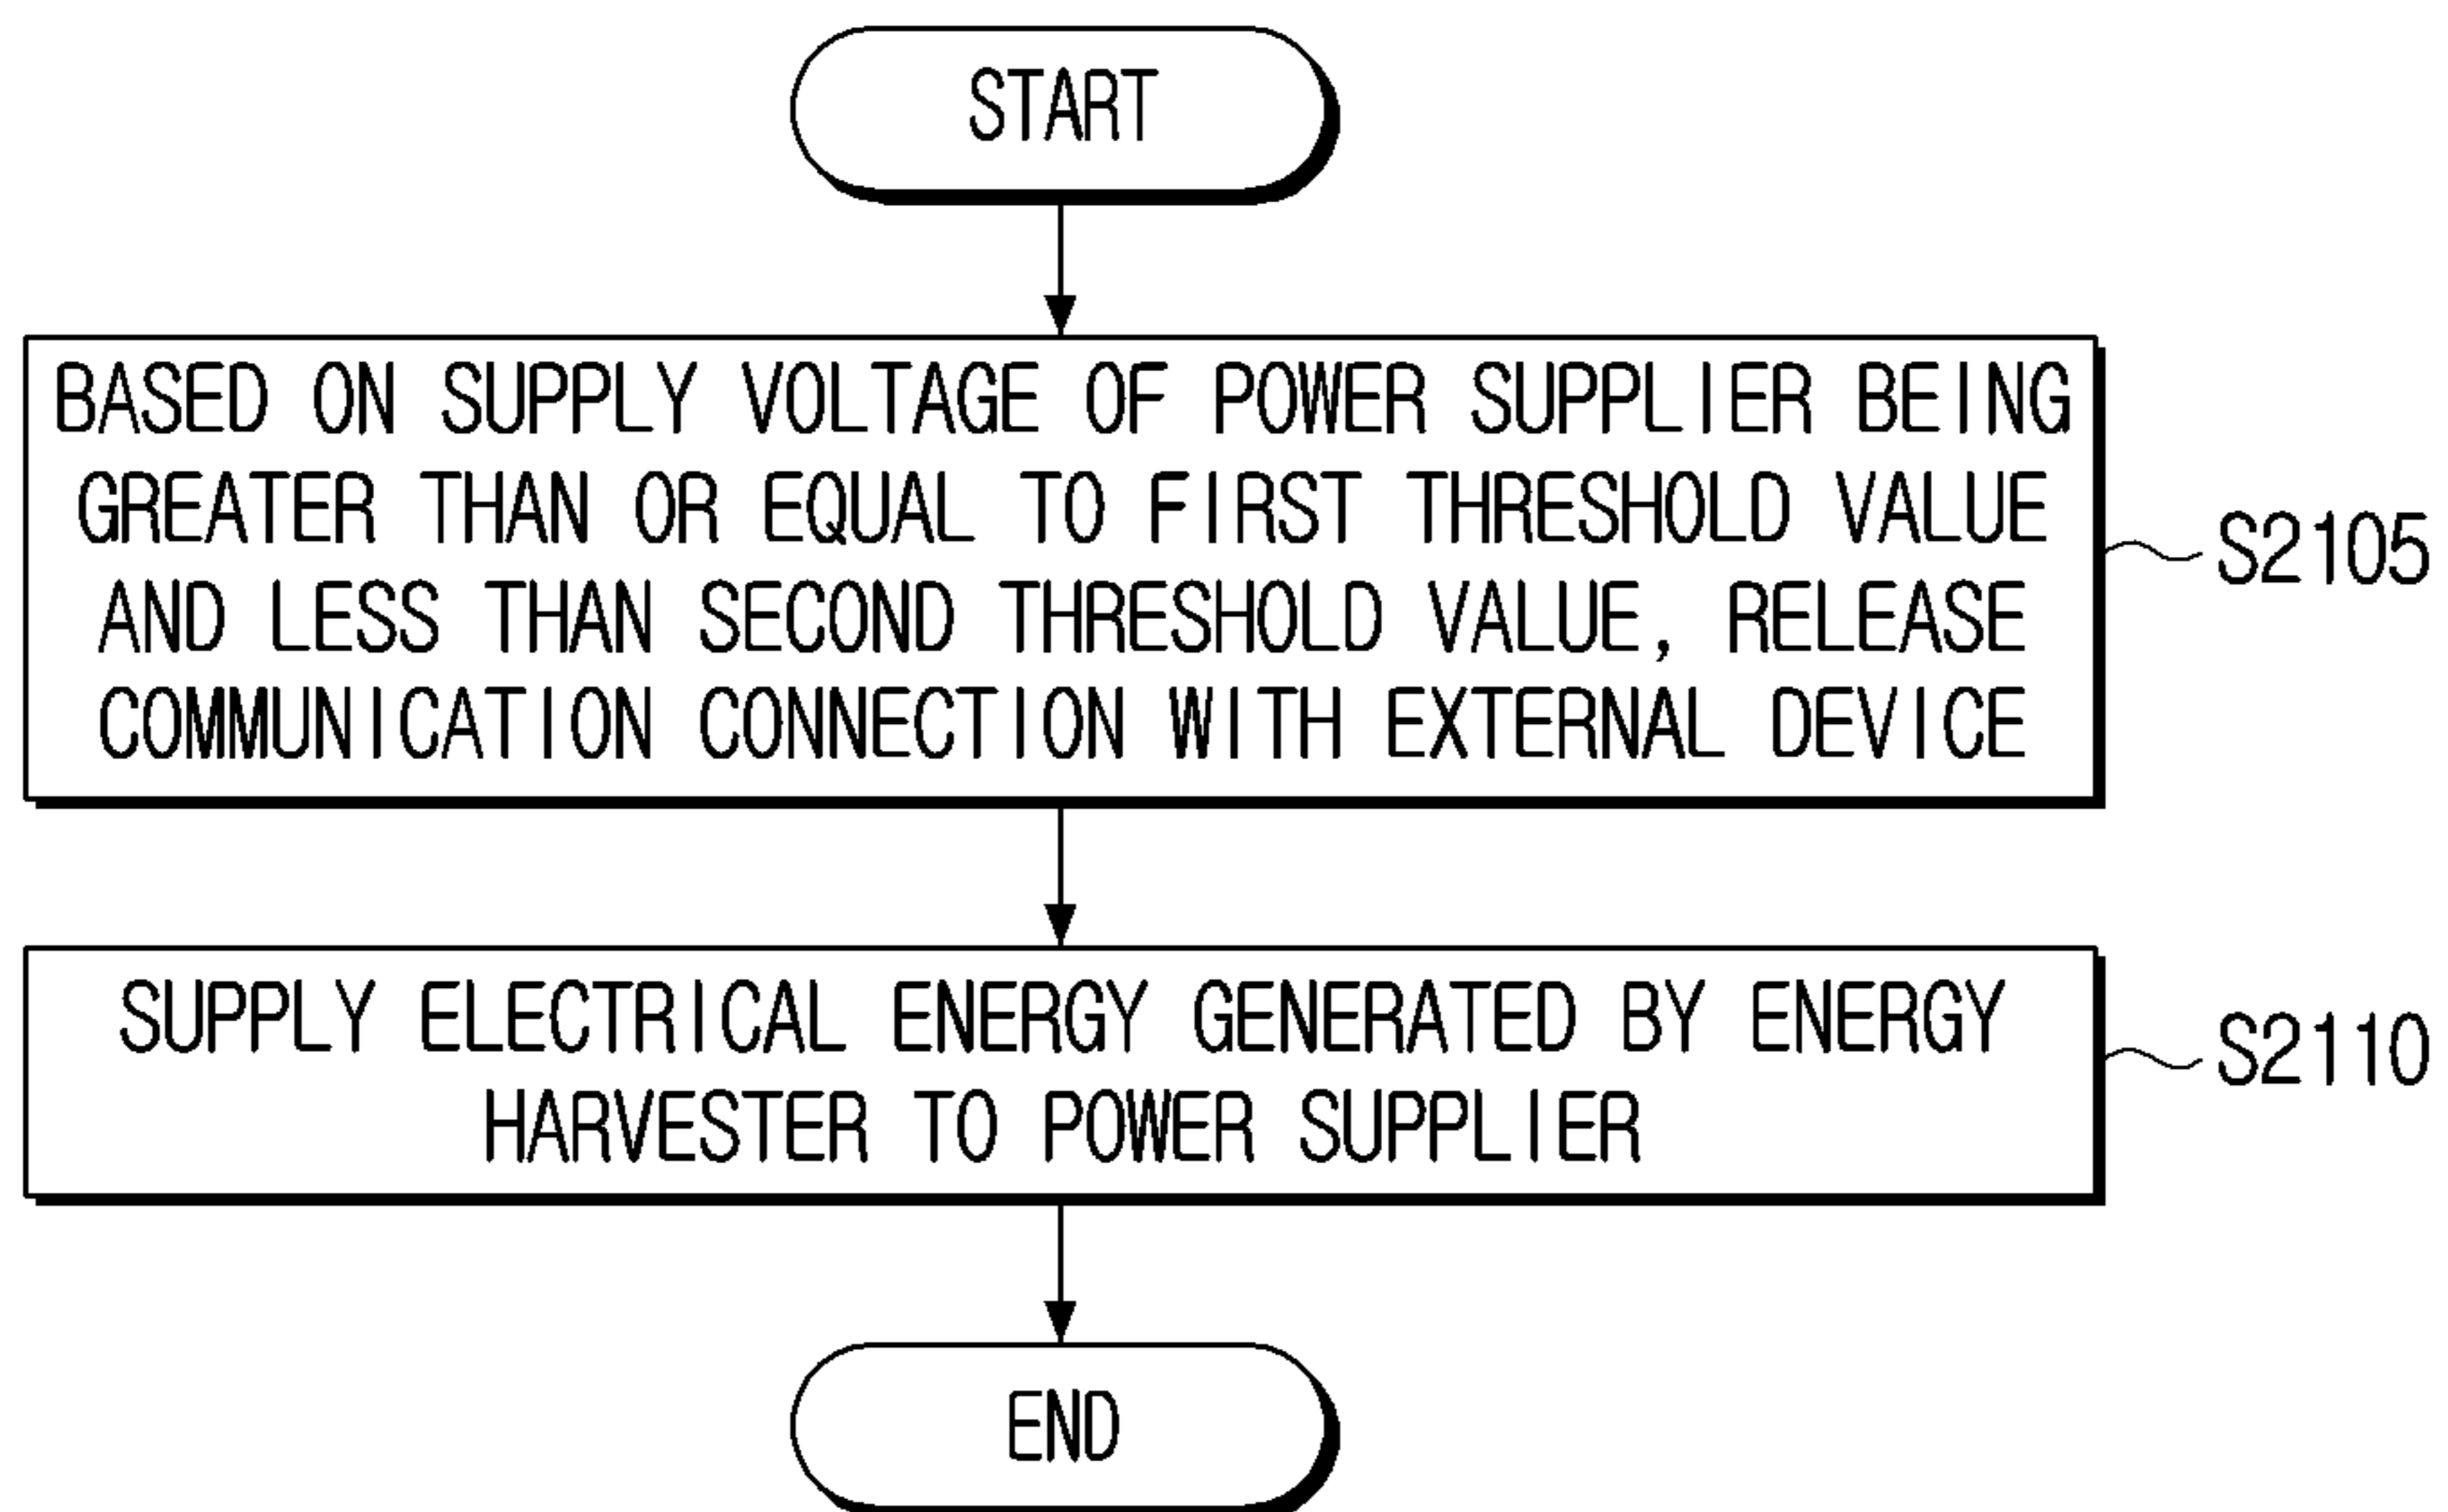 START
BASED ON SUPPLY VOLTAGE OF POWER SUPPLIER BEING
GREATER THAN OR EQUAL TO FIRST THRESHOLD VALUE
AND LESS THAN SECOND THRESHOLD VALUE, RELEASE
COMMUNICATION CONNECTION WITH EXTERNAL DEVICE
S2105
SUPPLY ELECTRICAL ENERGY GENERATED BY ENERGY
HARVESTER TO POWER SUPPLIER
S2110
END